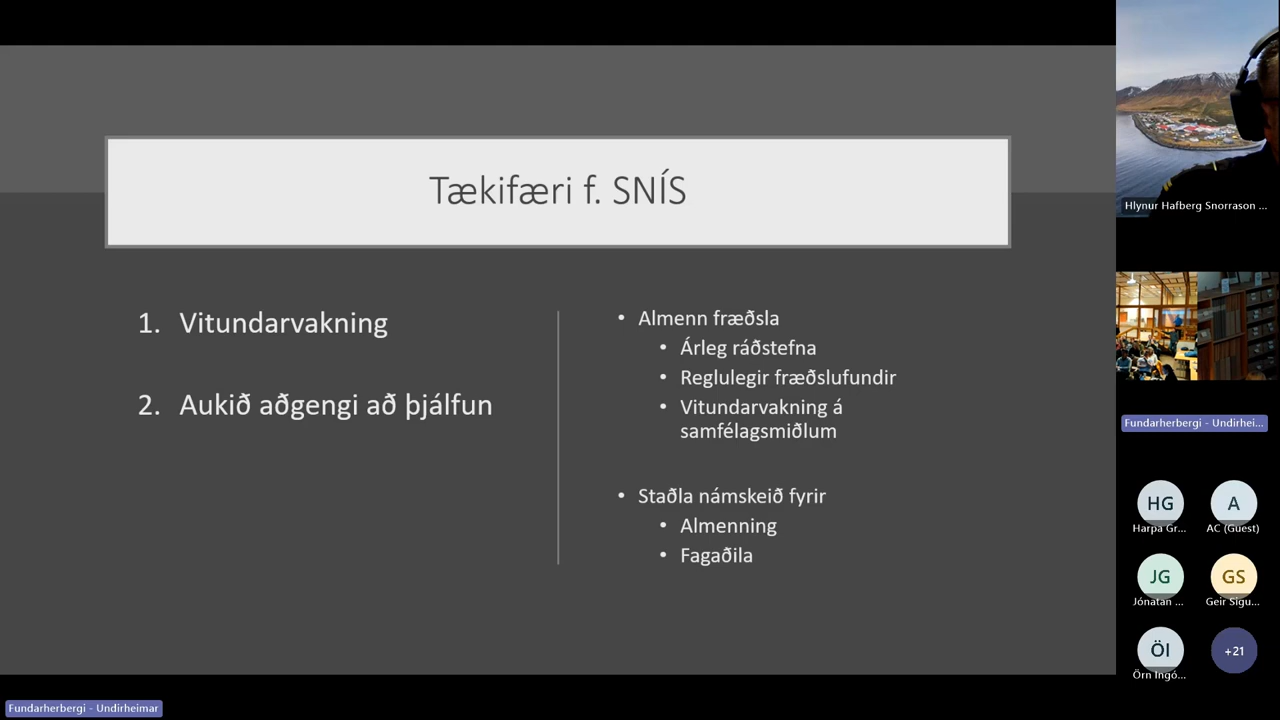 Tækifæri f. SNÍS
1. Vitundarvakning
2. Aukið aðgengi að þjálfun
• Almenn fræðsla
• Árleg ráðstefna
• Reglulegir fræðslufundir
• Vitundarvakning á
samfélagsmiðlum
• Staðla námskeið fyrir
• Almenning
• Fagaðila
Hlynur Hafberg Snorrason ...
Fundarherbergi - Undirhei...
HG
Harpa Gr...
A
AC (Guest)
JG
Jónatan ...
GS
Geir Sigu...
ÖI
Örn Ingó...
+21
Fundarherbergi - Undirheimar